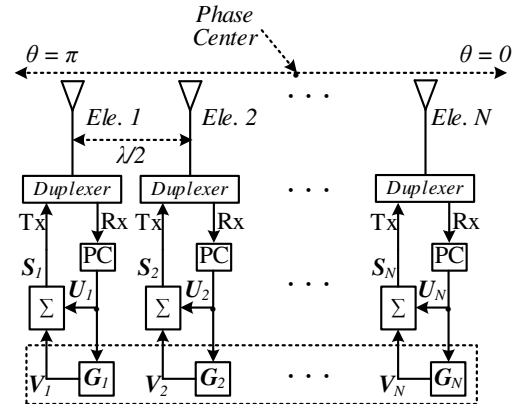 Phase
Center
θ = π
θ = 0
Ele. 1
Ele. 2
. . .
Ele. N
λ/2
Duplexer
Duplexer
. . .
Duplexer
Tx
Rx
Tx
Rx
Tx
Rx
PC
PC
PC
S1
U1
S2
U2
. . .
SN
UN
Σ
Σ
Σ
V1
G1
V2
G2
. . .
VN
GN